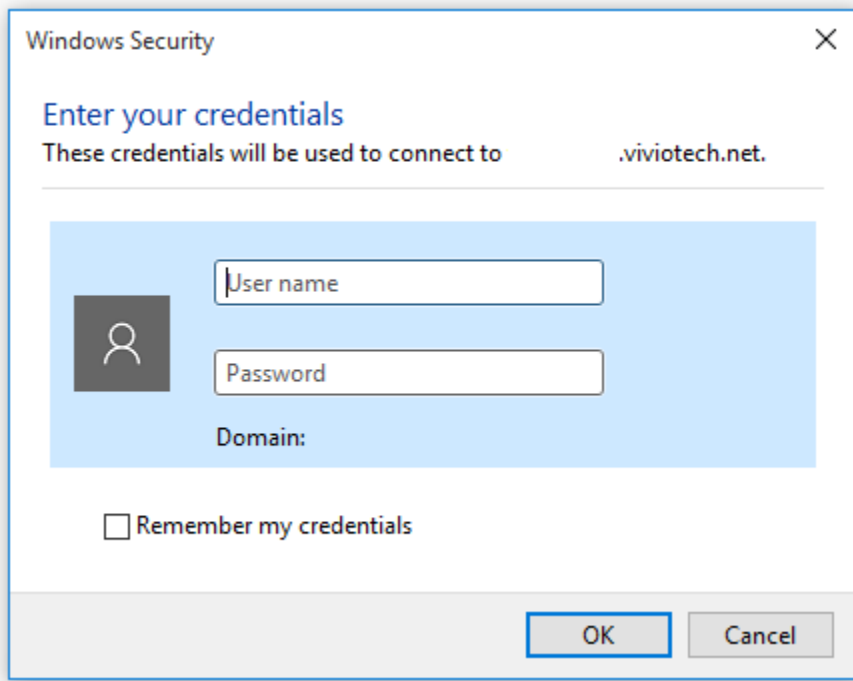 Windows Security
Enter your credentials
These credentials will be used to connect to .viviotech.net.
User name
Password
Domain:
Remember my credentials
OK Cancel